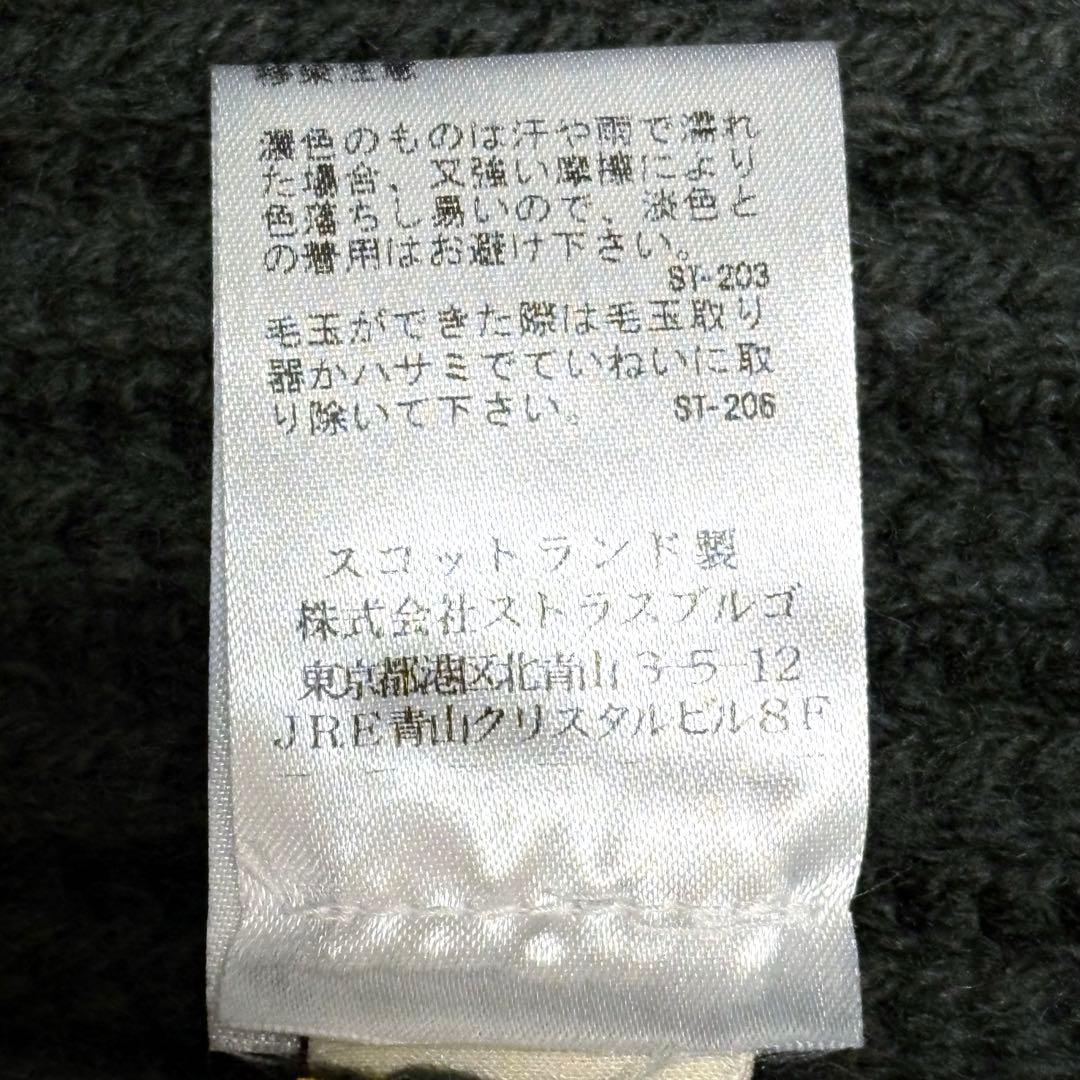 移染注意
濃色のものは汗や雨で濡れ
た場合、又強い摩擦により
色落ちし易いので、淡色と
の着用はお避け下さい。
ST-203
毛玉ができた際は毛玉取り
器かハサミでていねいに取
り除いて下さい。 ST-206
スコットランド製
株式会社ストラスブルゴ
東京都港区北青山3-5-12
JRE青山クリスタルビル8F